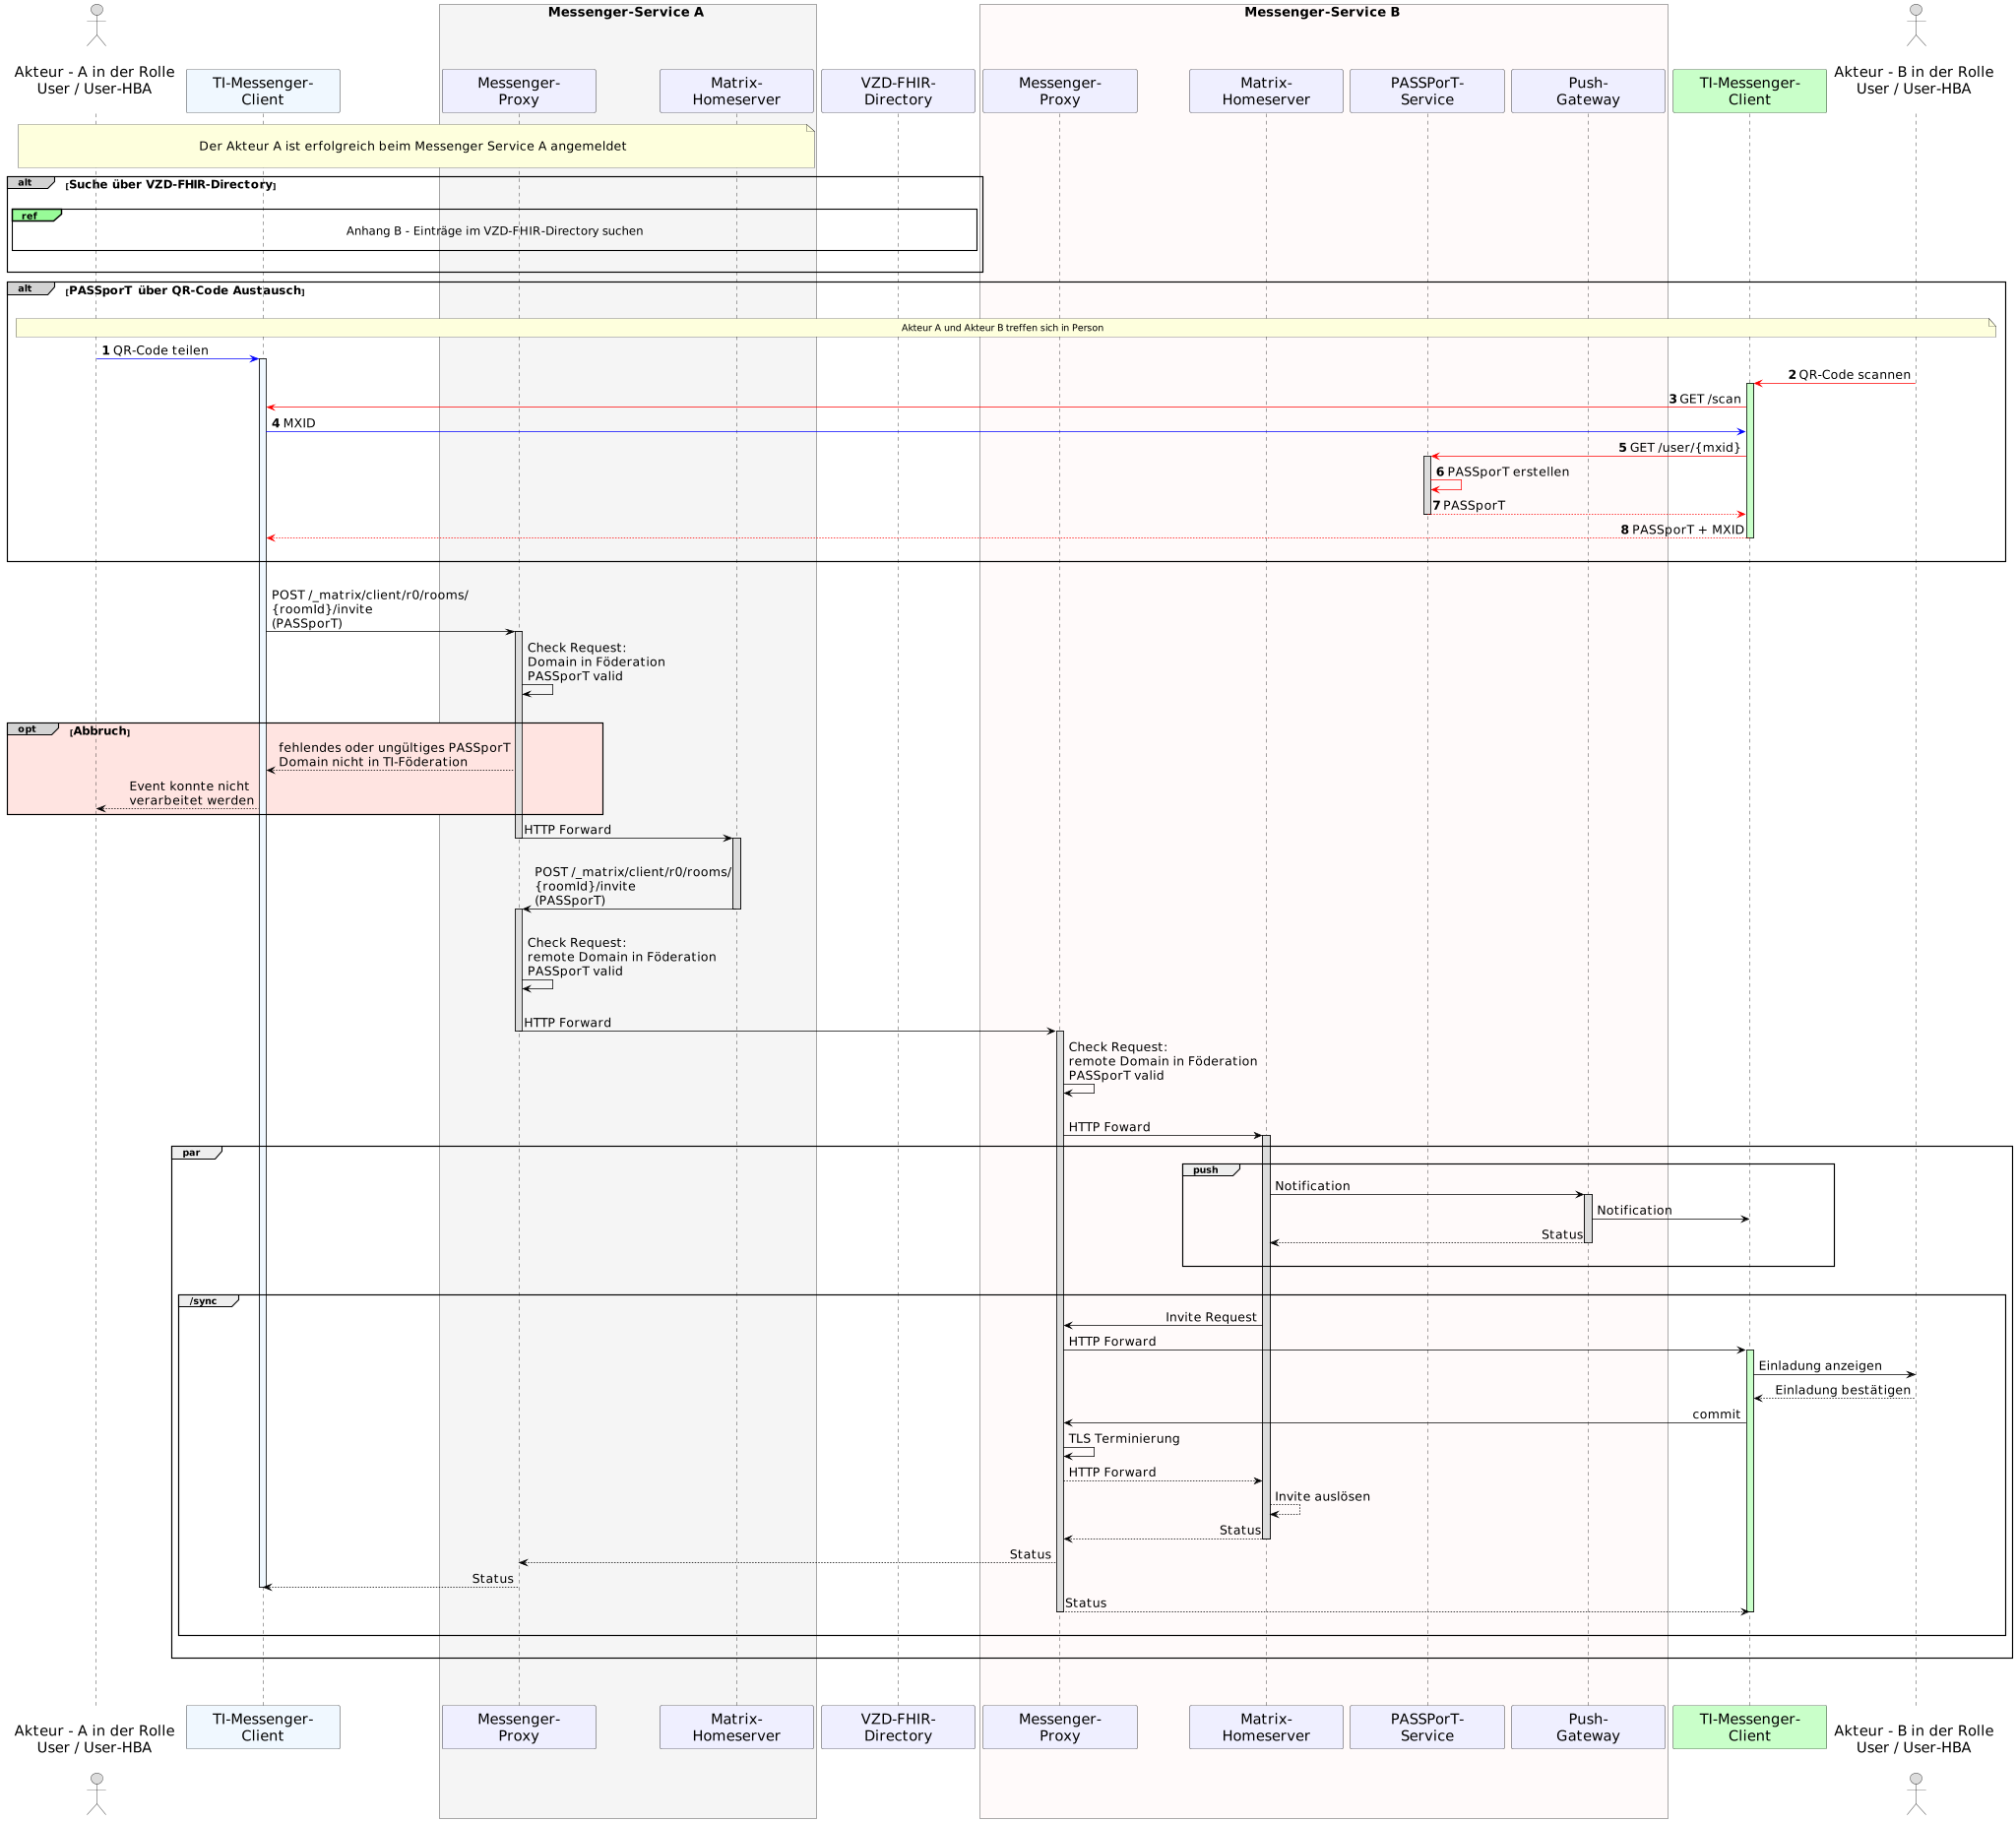 Messenger-Service A
Messenger-Service B
Akteur - A in der Rolle
User / User-HBA
TI-Messenger-
Client
Messenger-
Proxy
Matrix-
Homeserver
VZD-FHIR-
Directory
Messenger-
Proxy
Matrix-
Homeserver
PASSPorT-
Service
Push-
Gateway
TI-Messenger-
Client
Akteur - B in der Rolle
User / User-HBA
Der Akteur A ist erfolgreich beim Messenger Service A angemeldet
alt [Suche über VZD-FHIR-Directory]
ref
Anhang B - Einträge im VZD-FHIR-Directory suchen
alt [PASSporT über QR-Code Austausch]
Akteur A und Akteur B treffen sich in Person
1 QR-Code teilen
2 QR-Code scannen
3 GET /scan
4 MXID
5 GET /user/{mxid}
6 PASSporT erstellen
7 PASSporT
8 PASSporT + MXID
POST /_matrix/client/r0/rooms/
{roomId}/invite
(PASSporT)
Check Request:
Domain in Föderation
PASSporT valid
opt [Abbruch]
fehlendes oder ungültiges PASSporT
Domain nicht in TI-Föderation
Event konnte nicht
verarbeitet werden
HTTP Forward
POST /_matrix/client/r0/rooms/
{roomId}/invite
(PASSporT)
Check Request:
remote Domain in Föderation
PASSporT valid
HTTP Forward
Check Request:
remote Domain in Föderation
PASSporT valid
HTTP Foward
par
push
Notification
Notification
Status
/sync
Invite Request
HTTP Forward
Einladung anzeigen
Einladung bestätigen
commit
TLS Terminierung
HTTP Forward
Invite auslösen
Status
Status
Status
Status
Akteur - A in der Rolle
User / User-HBA
TI-Messenger-
Client
Messenger-
Proxy
Matrix-
Homeserver
VZD-FHIR-
Directory
Messenger-
Proxy
Matrix-
Homeserver
PASSPorT-
Service
Push-
Gateway
TI-Messenger-
Client
Akteur - B in der Rolle
User / User-HBA